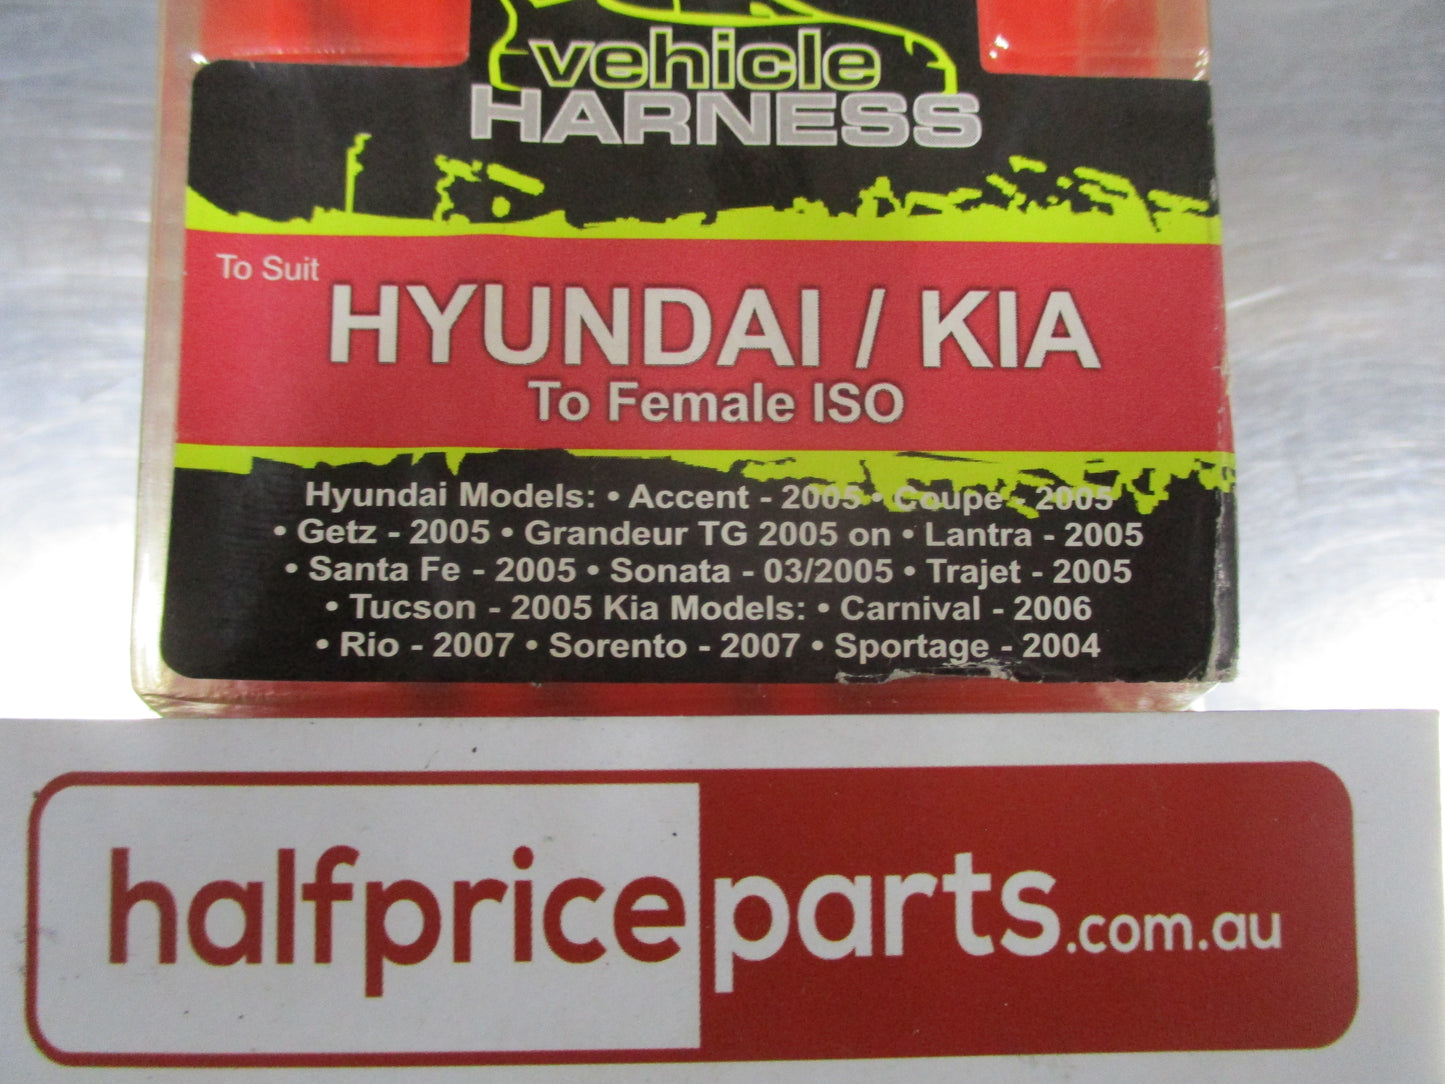 vehicle
HARNESS
To Suit
HYUNDAI / KIA
To Female ISO
Hyundai Models: • Accent - 2005 • Coupe - 2005
• Getz - 2005 • Grandeur TG 2005 on • Lantra - 2005
• Santa Fe - 2005 • Sonata - 03/2005 • Trajet - 2005
• Tucson - 2005 Kia Models: • Carnival - 2006
• Rio - 2007 • Sorento - 2007 • Sportage - 2004
halfpriceparts.com.au